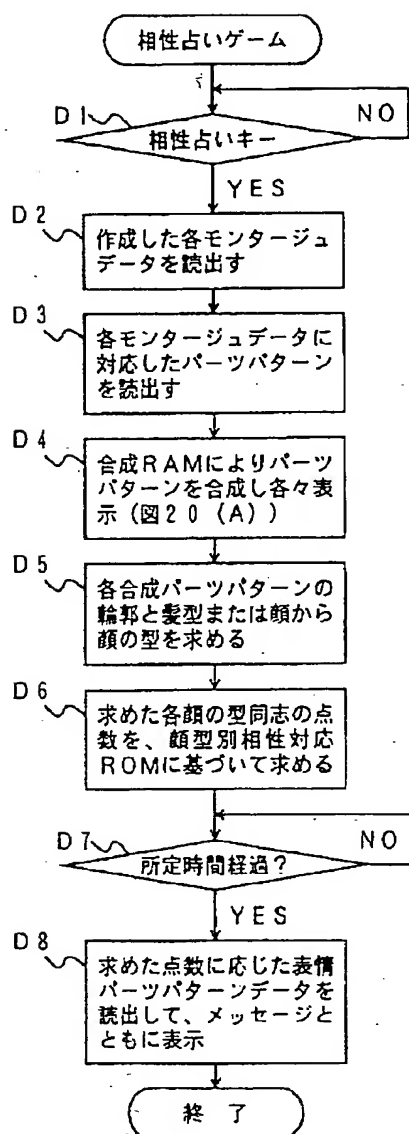 相性占いゲーム
D1
相性占いキー
NO
YES
D2
作成した各モンタージュ
データを読出す
D3
各モンタージュデータに
対応したパーツパターン
を読出す
D4
合成RAMによりパーツ
パターンを合成し各々表
示(図20(A))
D5
各合成パーツパターンの
輪郭と髪型または顔から
顔の型を求める
D6
求めた各顔の型同志の点
数を、顔型別相性対応
ROMに基づいて求める
D7
所定時間経過?
NO
YES
D8
求めた点数に応じた表情
パーツパターンデータを
読出して、メッセージと
ともに表示
終了